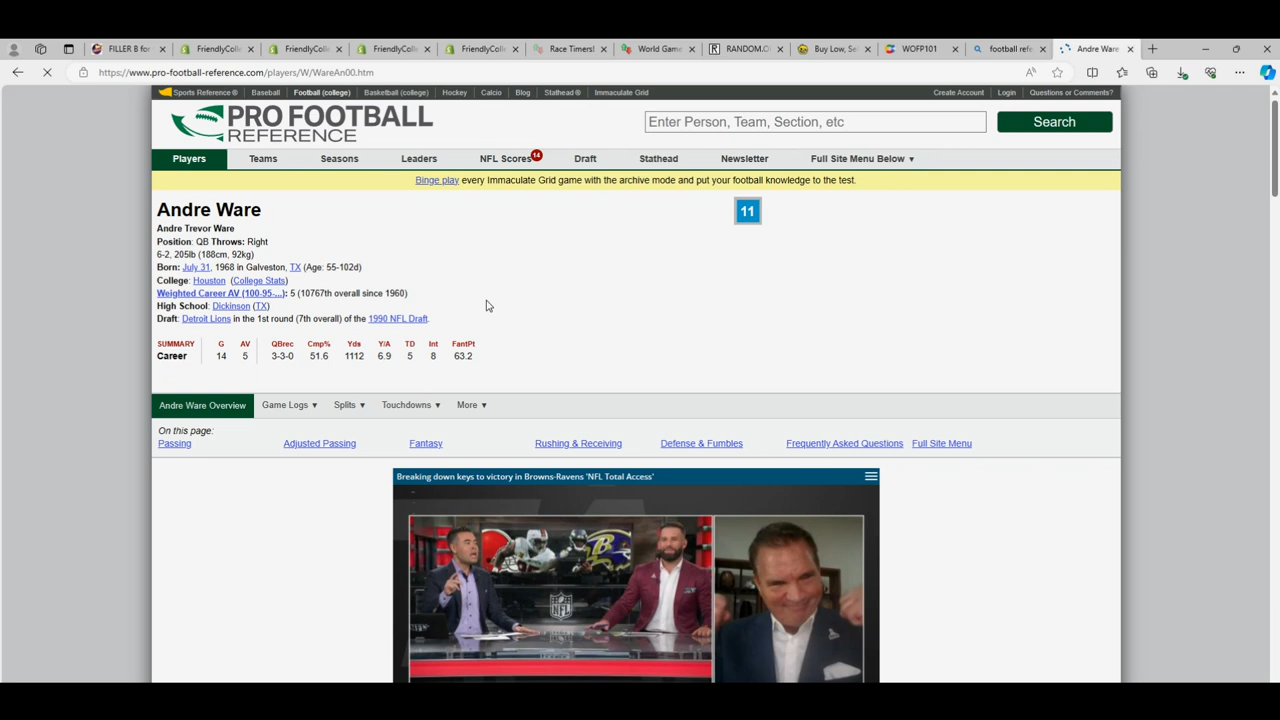 FILLER B for
FriendlyColle
FriendlyColle
FriendlyColle
FriendlyColle
Race Timers!
World Game
RANDOM.O
Buy Low, Se
WOFP101
football refe
Andre Ware
https://www.pro-football-reference.com/players/W/WareAn00.htm
Sports Reference ® Baseball Football (college) Basketball (college) Hockey Calcio Blog Stathead ® Immaculate Grid Create Account Login Questions or Comments?
PRO FOOTBALL
REFERENCE
Enter Person, Team, Section, etc
Search
Players Teams Seasons Leaders NFL Scores 14 Draft Stathead Newsletter Full Site Menu Below ▼
Binge play every Immaculate Grid game with the archive mode and put your football knowledge to the test.
Andre Ware
11
Andre Trevor Ware
Position: QB Throws: Right
6-2, 205lb (188cm, 92kg)
Born: July 31, 1968 in Galveston, TX (Age: 55-102d)
College: Houston (College Stats)
Weighted Career AV (100-95-...): 5 (10767th overall since 1960)
High School: Dickinson (TX)
Draft: Detroit Lions in the 1st round (7th overall) of the 1990 NFL Draft.
SUMMARY G AV QBrec Cmp% Yds Y/A TD Int FantPt
Career 14 5 3-3-0 51.6 1112 6.9 5 8 63.2
Andre Ware Overview Game Logs ▼ Splits ▼ Touchdowns ▼ More ▼
On this page:
Passing Adjusted Passing Fantasy Rushing & Receiving Defense & Fumbles Frequently Asked Questions Full Site Menu
Breaking down keys to victory in Browns-Ravens 'NFL Total Access'
NFL